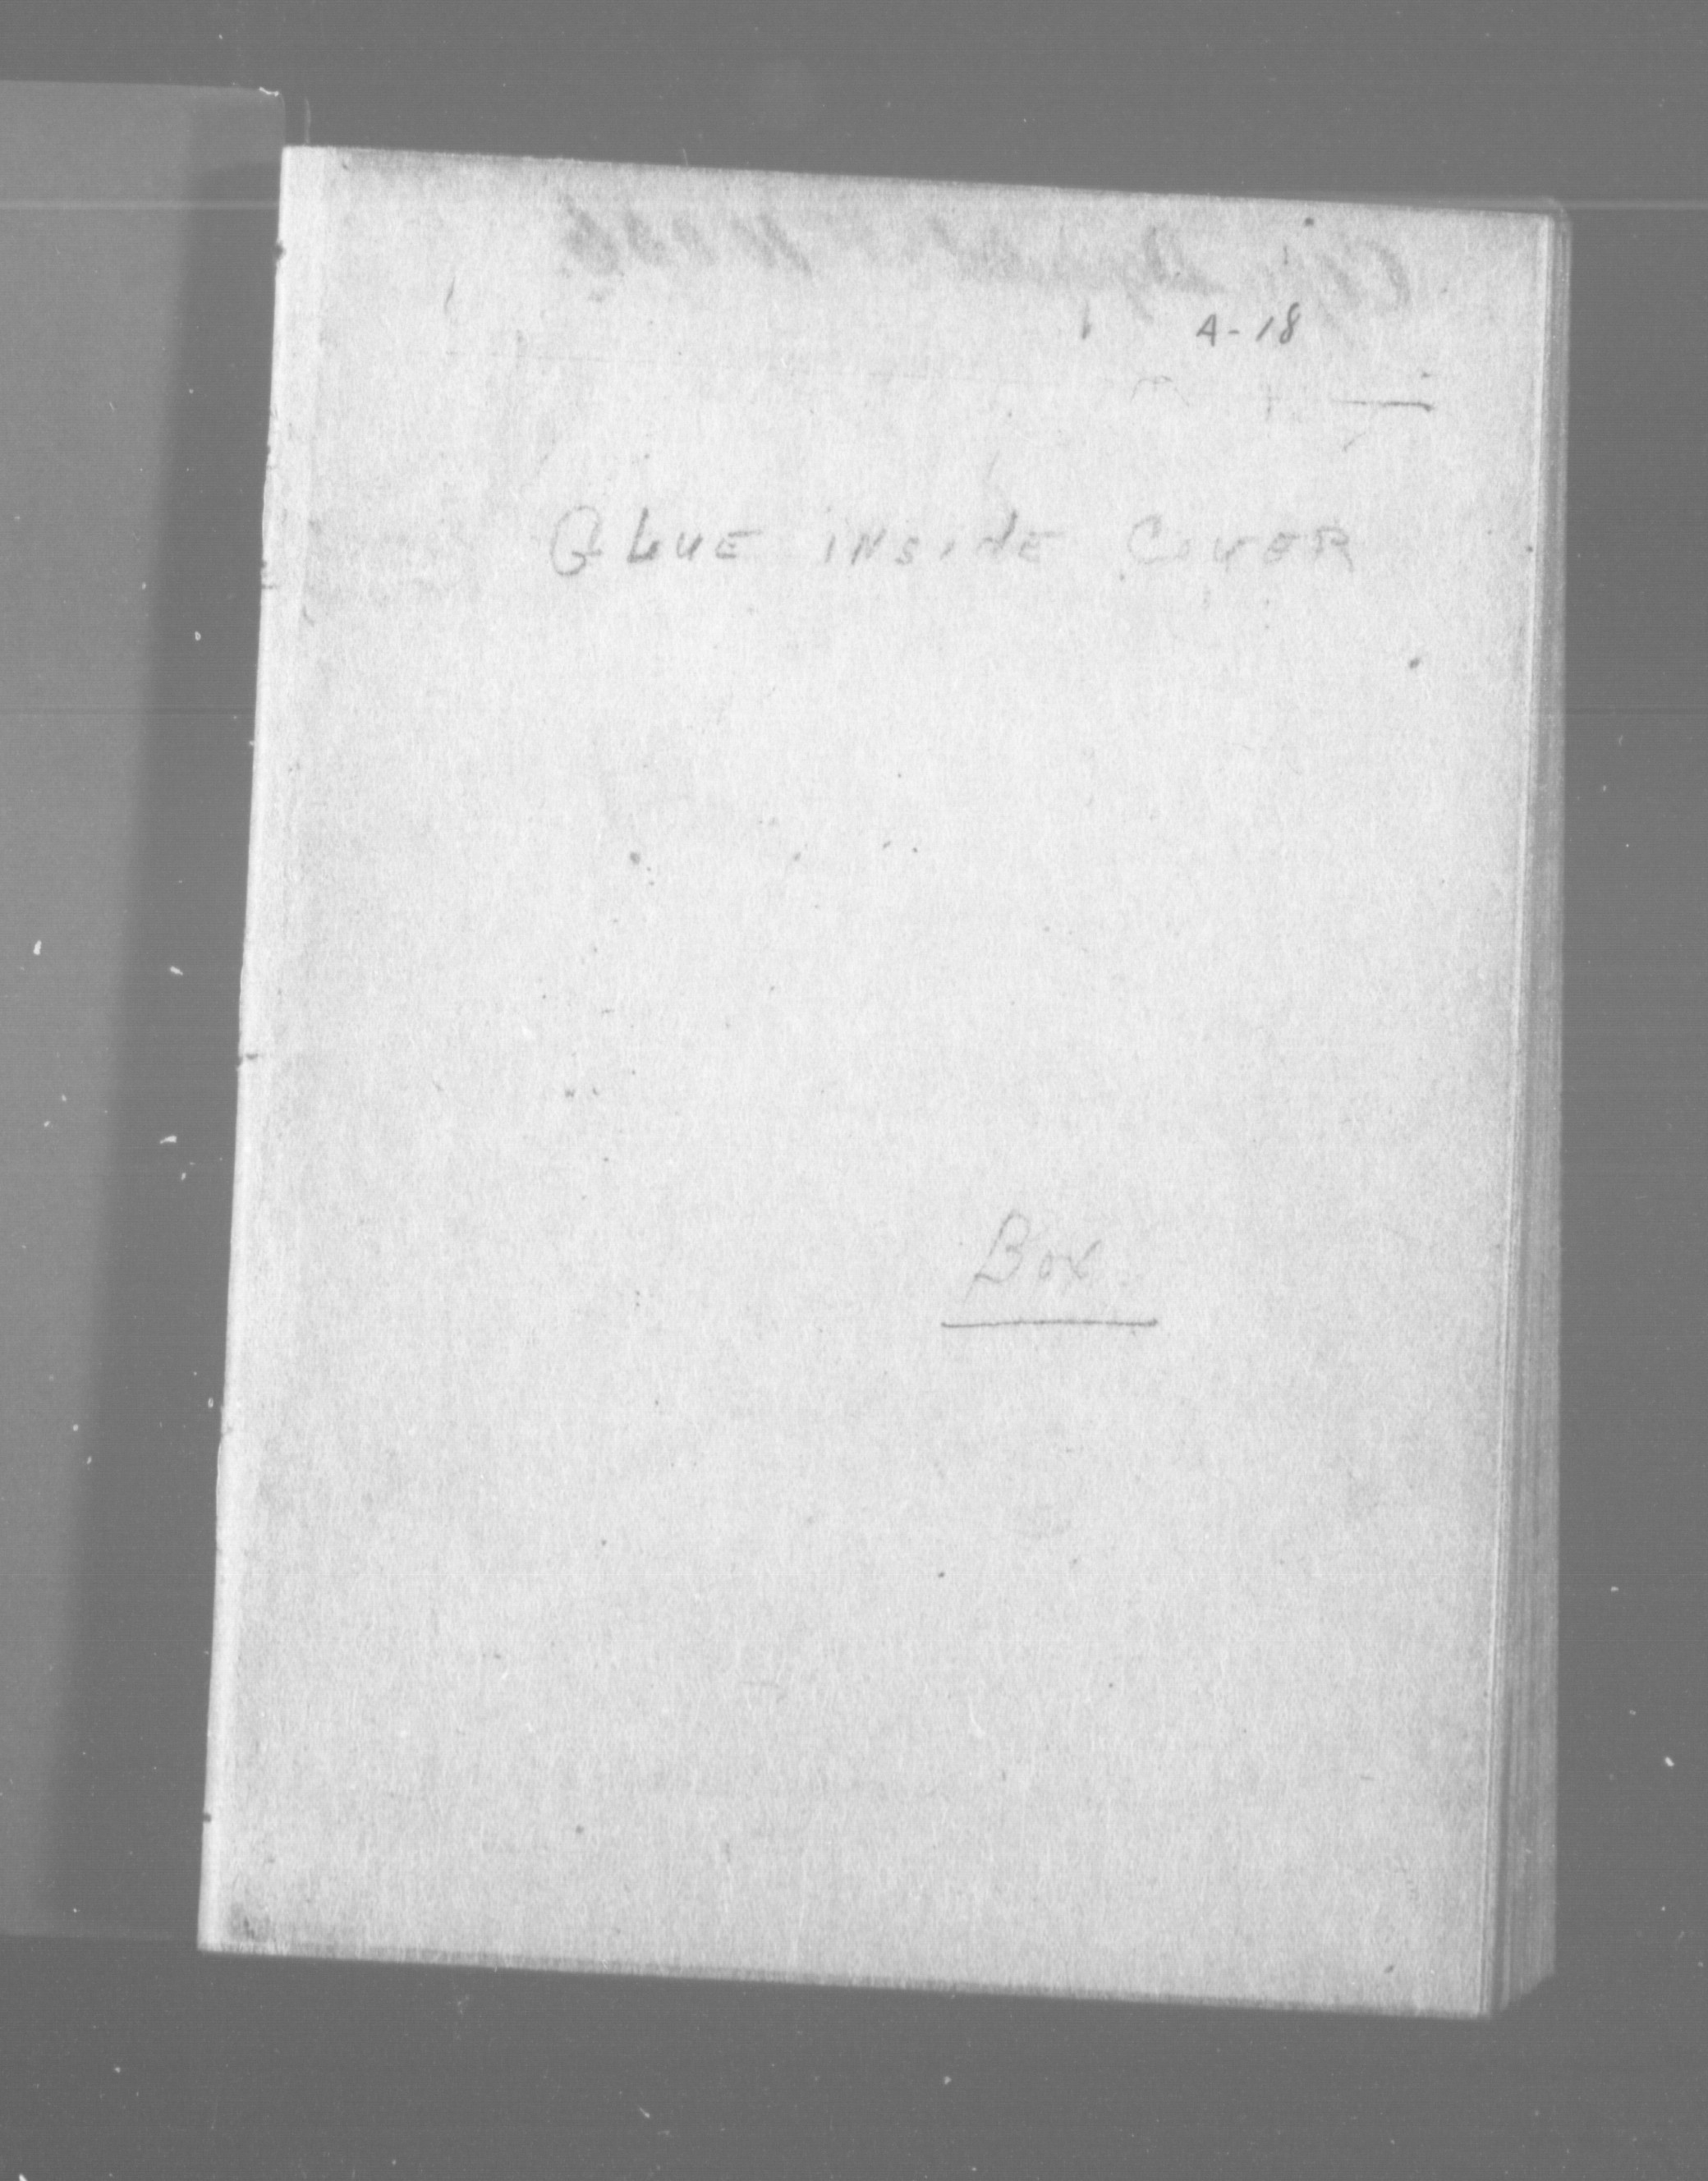 A-18
GLUE INSIdE COVER
Box